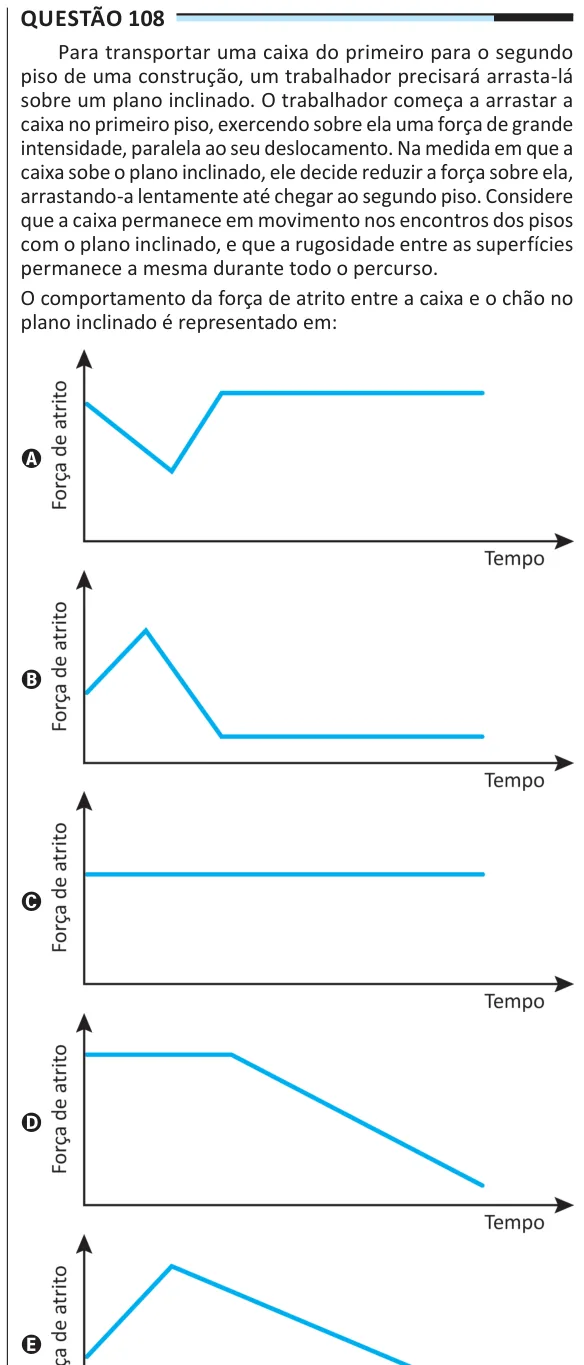 QUESTÃO 108
Para transportar uma caixa do primeiro para o segundo
piso de uma construção, um trabalhador precisará arrasta-lá
sobre um plano inclinado. O trabalhador começa a arrastar a
caixa no primeiro piso, exercendo sobre ela uma força de grande
intensidade, paralela ao seu deslocamento. Na medida em que a
caixa sobe o plano inclinado, ele decide reduzir a força sobre ela,
arrastando-a lentamente até chegar ao segundo piso. Considere
que a caixa permanece em movimento nos encontros dos pisos
com o plano inclinado, e que a rugosidade entre as superfícies
permanece a mesma durante todo o percurso.
O comportamento da força de atrito entre a caixa e o chão no
plano inclinado é representado em:
A
Força de atrito
Tempo
B
Força de atrito
Tempo
C
Força de atrito
Tempo
D
Força de atrito
Tempo
E
ça de atrito